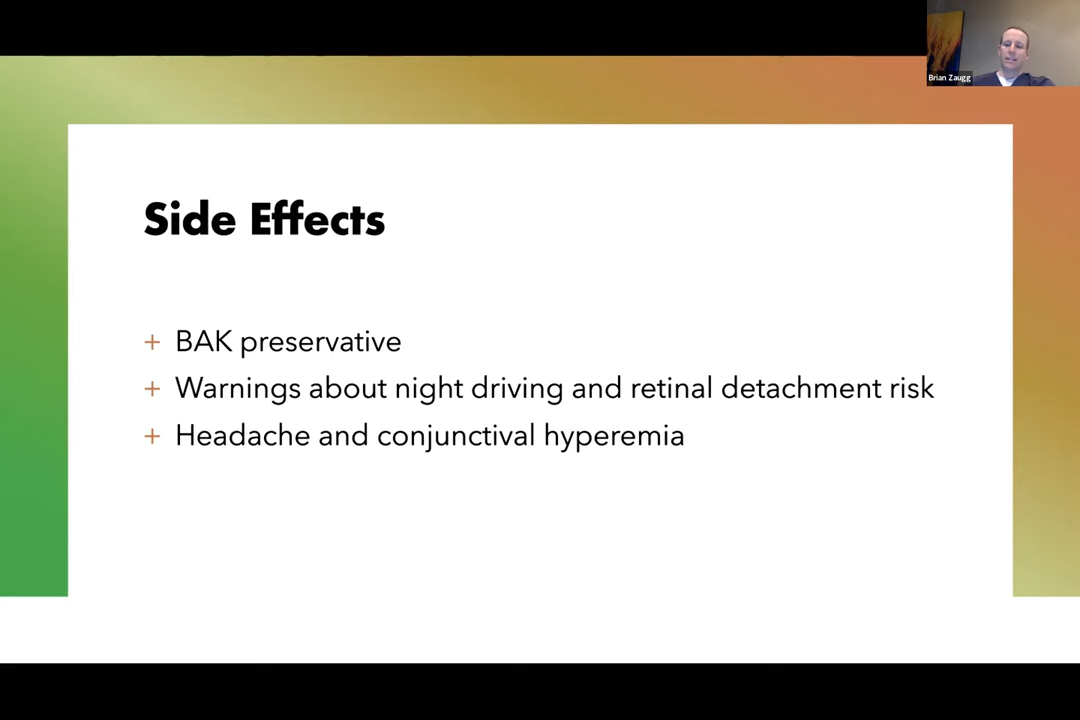 Brian Zaugg
Side Effects
+ BAK preservative
+ Warnings about night driving and retinal detachment risk
+ Headache and conjunctival hyperemia